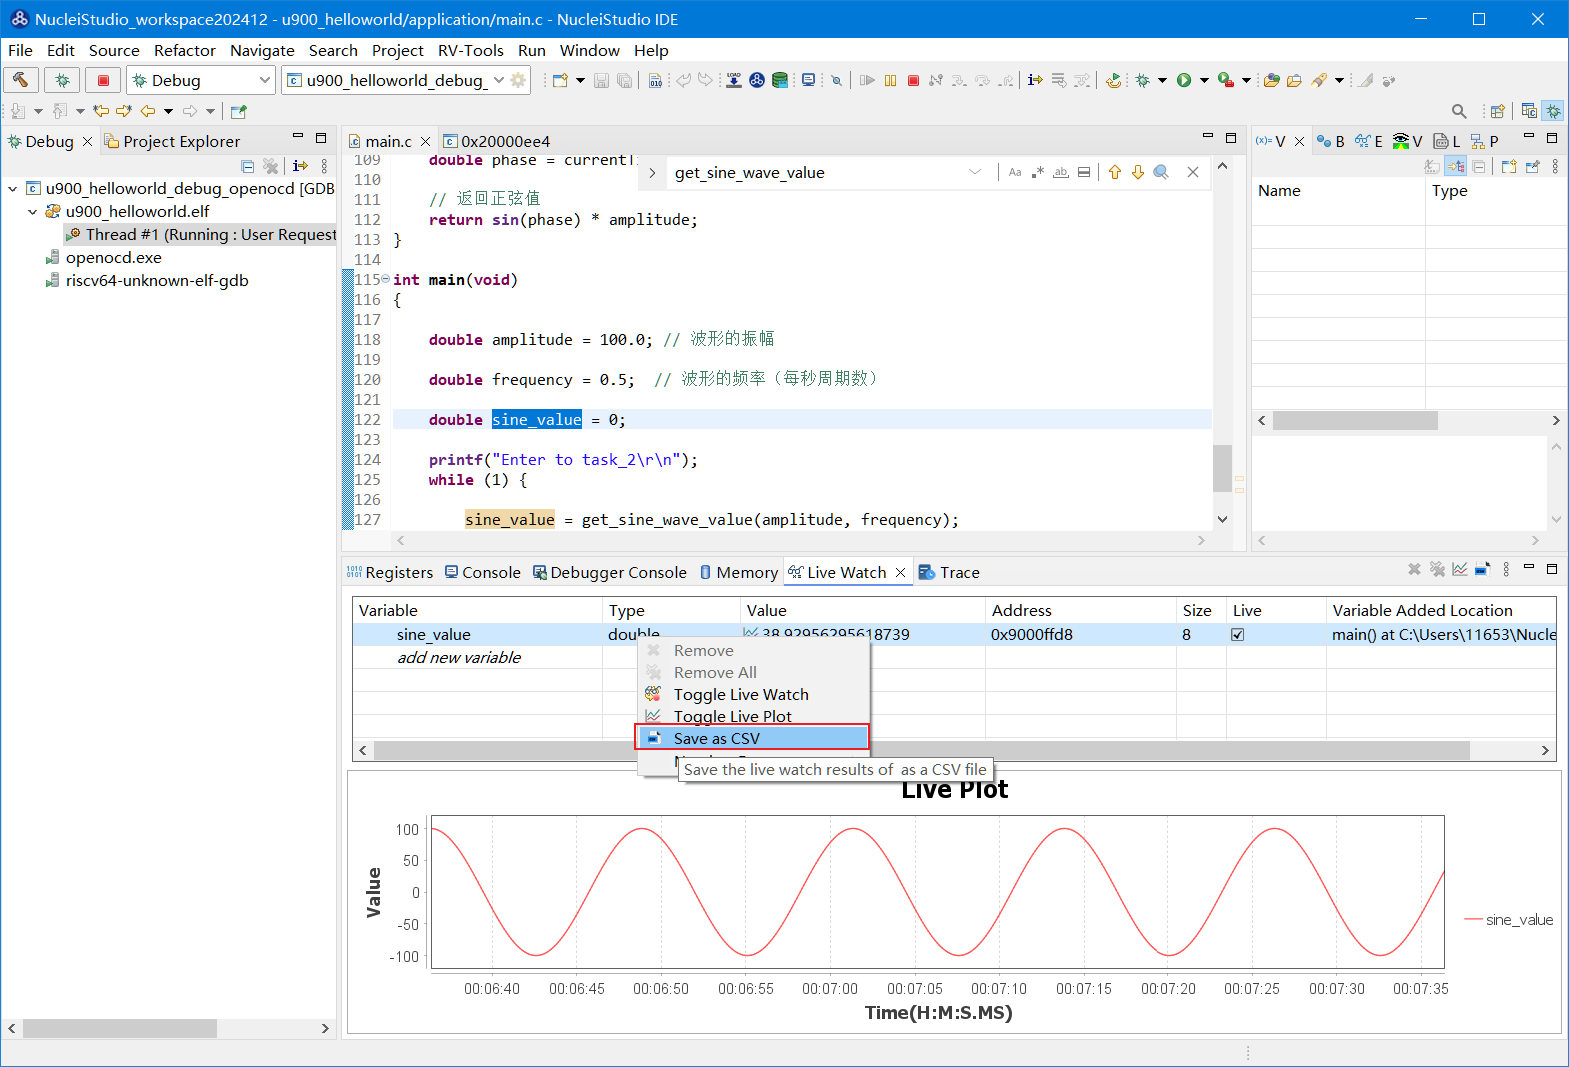 NucleiStudio_workspace202412 - u900_helloworld/application/main.c - NucleiStudio IDE
File Edit Source Refactor Navigate Search Project RV-Tools Run Window Help
Debug
u900_helloworld_debug_
Debug
Project Explorer
u900_helloworld_debug_openocd [GDB
u900_helloworld.elf
Thread #1 (Running : User Request
openocd.exe
riscv64-unknown-elf-gdb
main.c
0x20000ee4
get_sine_wave_value
Aa
109 double phase = currentTi
110
111 // 返回正弦值
112 return sin(phase) * amplitude;
113 }
114
115 int main(void)
116 {
117
118 double amplitude = 100.0; // 波形的振幅
119
120 double frequency = 0.5; // 波形的频率（每秒周期数）
121
122 double sine_value = 0;
123
124 printf("Enter to task_2\r\n");
125 while (1) {
126
127 sine_value = get_sine_wave_value(amplitude, frequency);
(x)= V
B
E
V
L
P
Name Type
Registers
Console
Debugger Console
Memory
Live Watch
Trace
Variable Type Value Address Size Live Variable Added Location
sine_value double 38.92956295618739 0x9000ffd8 8 main() at C:\Users\11653\Nucle
add new variable
Remove
Remove All
Toggle Live Watch
Toggle Live Plot
Save as CSV
Save the live watch results of as a CSV file
Live Plot
Value
100
50
0
-50
-100
00:06:40 00:06:45 00:06:50 00:06:55 00:07:00 00:07:05 00:07:10 00:07:15 00:07:20 00:07:25 00:07:30 00:07:35
Time(H:M:S.MS)
sine_value